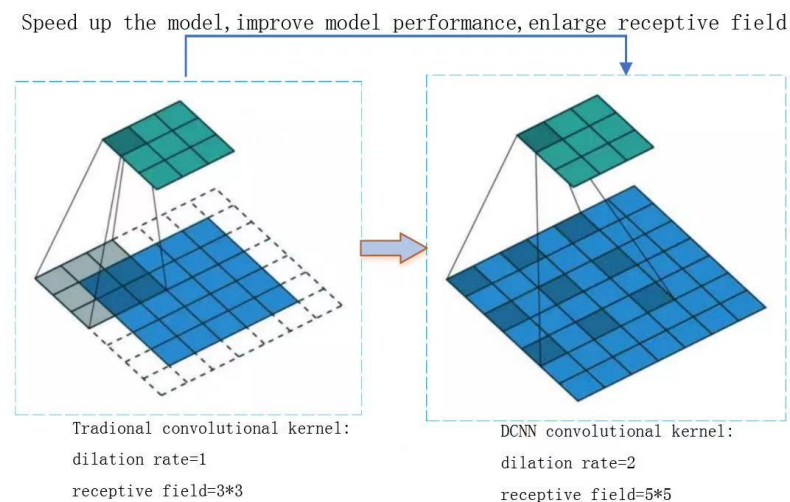 Speed up the model,improve model performance,enlarge receptive field
Tradional convolutional kernel:
dilation rate=1
receptive field=3*3
DCNN convolutional kernel:
dilation rate=2
receptive field=5*5